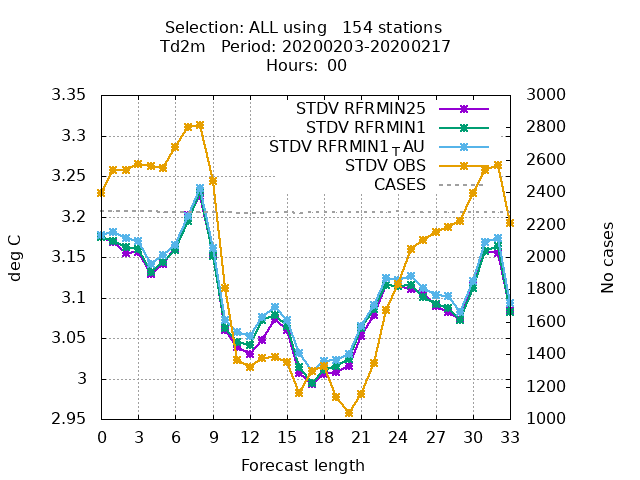 Selection: ALL using   154 stations
Td2m   Period: 20200203-20200217
Hours:  00
STDV RFRMIN25
STDV RFRMIN1
STDV RFRMIN1TAU
STDV OBS
CASES
deg C
3.35
3.3
3.25
3.2
3.15
3.1
3.05
3
2.95
3000
2800
2600
2400
2200
2000
1800
1600
1400
1200
1000
No cases
0 3 6 9 12 15 18 21 24 27 30 33
Forecast length